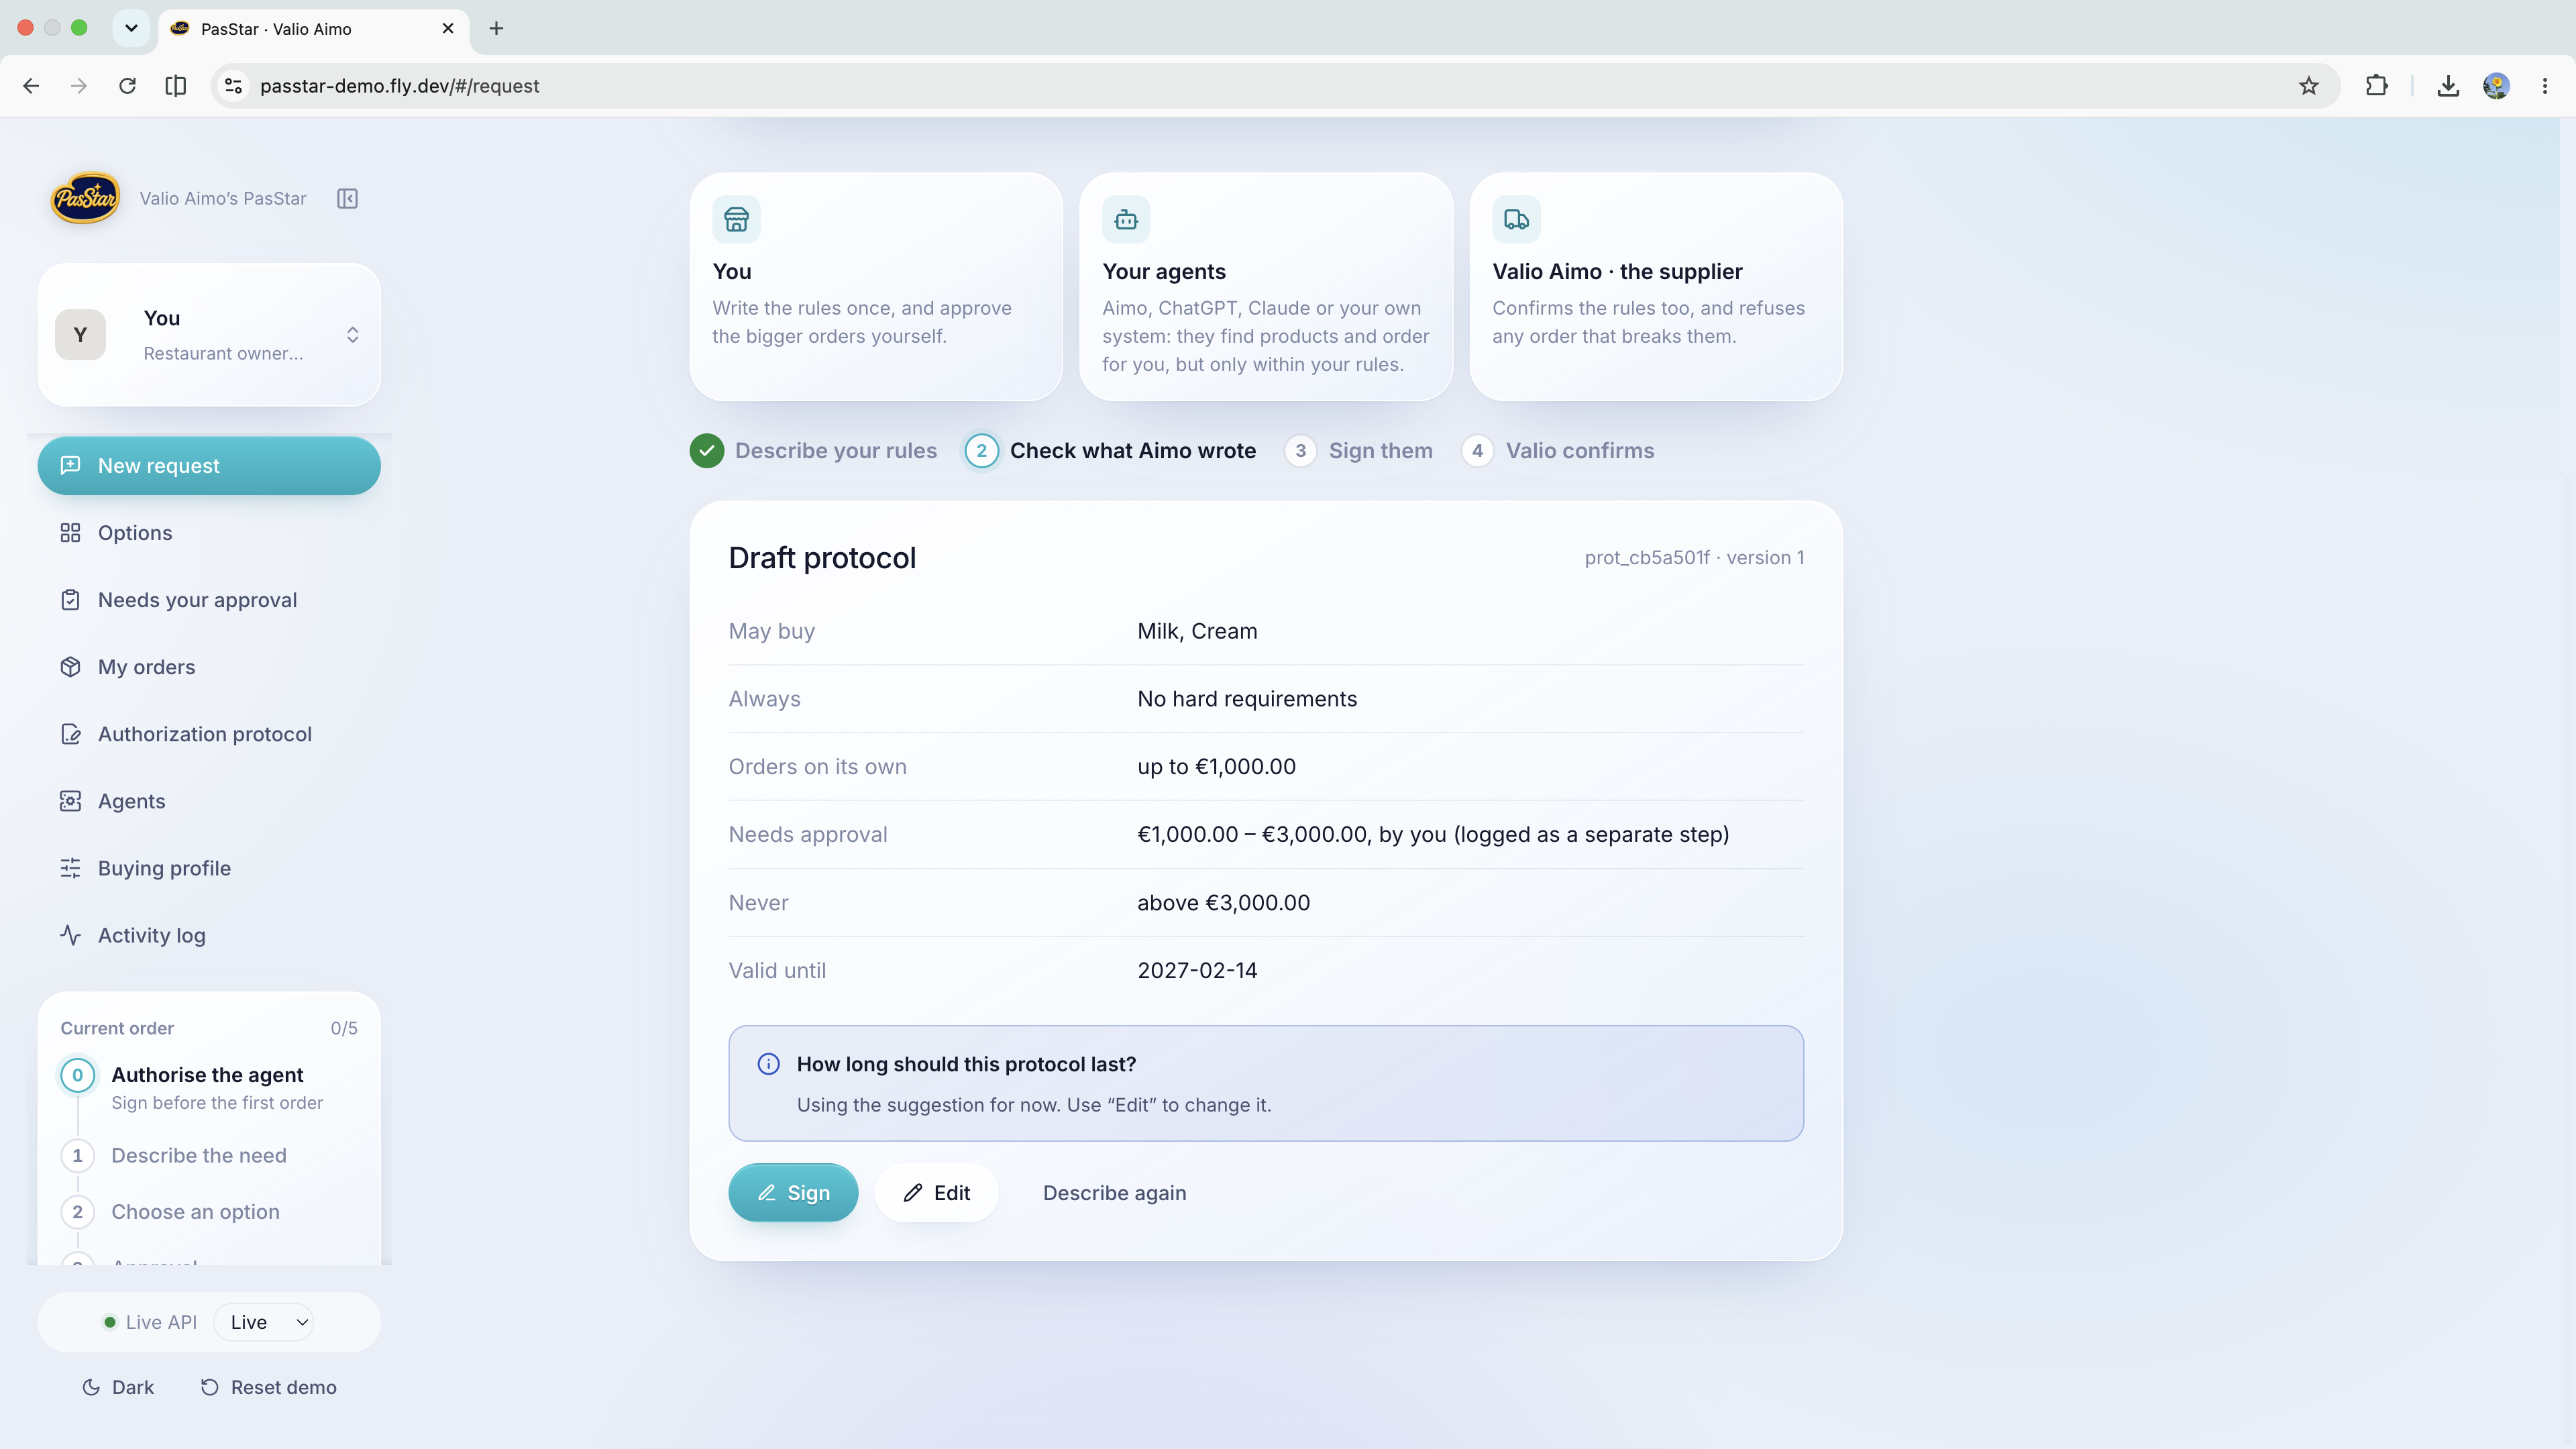 PasStar · Valio Aimo
passtar-demo.fly.dev/#/request
PasStar
Valio Aimo’s PasStar
Y
You
Restaurant owner…
New request
Options
Needs your approval
My orders
Authorization protocol
Agents
Buying profile
Activity log
Current order 0/5
0 Authorise the agent
Sign before the first order
1 Describe the need
2 Choose an option
Live API Live
Dark Reset demo
You
Write the rules once, and approve
the bigger orders yourself.
Your agents
Aimo, ChatGPT, Claude or your own
system: they find products and order
for you, but only within your rules.
Valio Aimo · the supplier
Confirms the rules too, and refuses
any order that breaks them.
Describe your rules 2 Check what Aimo wrote 3 Sign them 4 Valio confirms
Draft protocol prot_cb5a501f · version 1
May buy Milk, Cream
Always No hard requirements
Orders on its own up to €1,000.00
Needs approval €1,000.00 – €3,000.00, by you (logged as a separate step)
Never above €3,000.00
Valid until 2027-02-14
How long should this protocol last?
Using the suggestion for now. Use “Edit” to change it.
Sign Edit Describe again